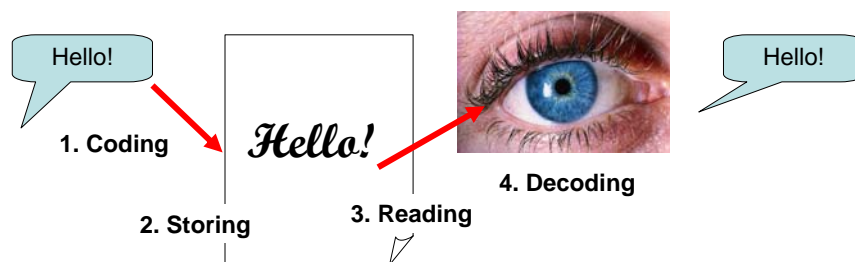 Hello!
Hello!
Hello!
1. Coding
4. Decoding
2. Storing
3. Reading